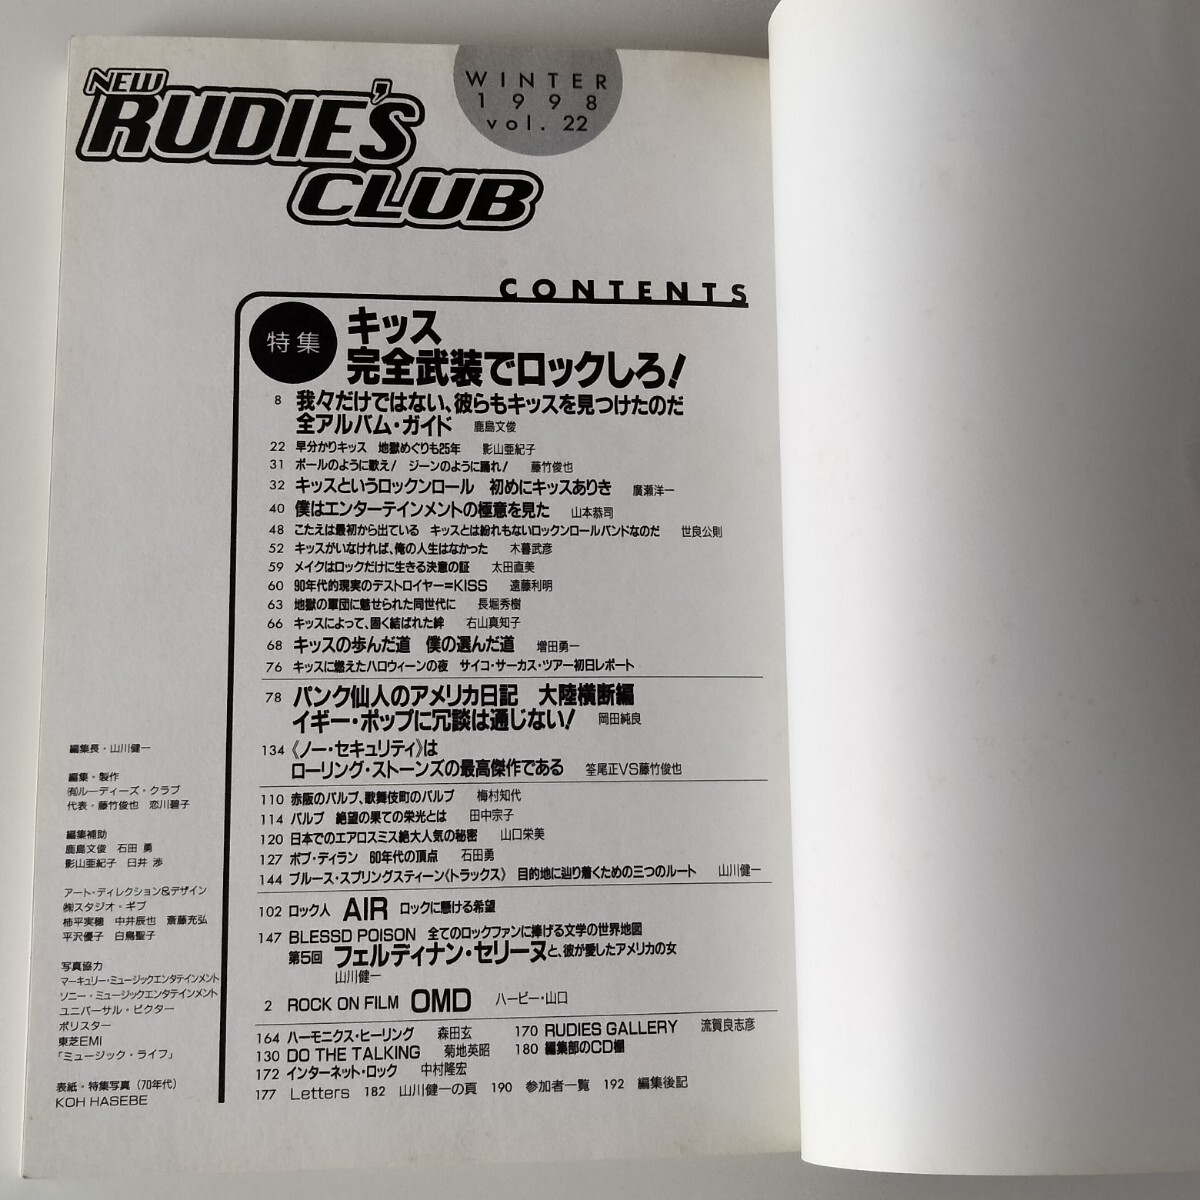 NEW
RUDIE'S
CLUB
WINTER
1998
vol. 22
CONTENTS
特集
キッス
完全武装でロックしろ!
8 我々だけではない、彼らもキッスを見つけたのだ
全アルバム・ガイド 鹿島文俊
22 早分かりキッス 地獄めぐりも25年 影山亜紀子
31 ポールのように歌え! ジーンのように踊れ! 藤竹俊也
32 キッスというロックンロール 初めにキッスありき 廣瀬洋一
40 僕はエンターテインメントの極意を見た 山本恭司
48 こたえは最初から出ている キッスとは紛れもないロックンロールバンドなのだ 世良公則
52 キッスがいなければ、俺の人生はなかった 木暮武彦
59 メイクはロックだけに生きる決意の証 太田直美
60 90年代的現実のデストロイヤー=KISS 遠藤利明
63 地獄の軍団に魅せられた同世代に 長堀秀樹
66 キッスによって、固く結ばれた絆 右山真知子
68 キッスの歩んだ道 僕の選んだ道 増田勇一
76 キッスに燃えたハロウィーンの夜 サイコ・サーカス・ツアー初日レポート
78 パンク仙人のアメリカ日記 大陸横断編
イギー・ポップに冗談は通じない! 岡田純良
134 《ノー・セキュリティ》は
ローリング・ストーンズの最高傑作である 筌尾正VS藤竹俊也
110 赤阪のパルプ、歌舞伎町のパルプ 梅村知代
114 パルプ 絶望の果ての栄光とは 田中宗子
120 日本でのエアロスミス絶大人気の秘密 山口栄美
127 ボブ・ディラン 60年代の頂点 石田勇
144 ブルース・スプリングスティーン〈トラックス〉 目的地に辿り着くための三つのルート 山川健一
102 ロック人 AIR ロックに懸ける希望
147 BLESSD POISON 全てのロックファンに捧げる文学の世界地図
第5回 フェルディナン・セリーヌと、彼が愛したアメリカの女
山川健一
2 ROCK ON FILM OMD ハービー・山口
164 ハーモニクス・ヒーリング 森田玄
130 DO THE TALKING 菊地英昭
172 インターネット・ロック 中村隆宏
170 RUDIES GALLERY 流賀良志彦
180 編集部のCD棚
177 Letters 182 山川健一の頁 190 参加者一覧 192 編集後記
編集長・山川健一
編集・製作
㈲ルーディーズ・クラブ
代表・藤竹俊也 恋川碧子
編集補助
鹿島文俊 石田 勇
影山亜紀子 臼井 渉
アート・ディレクション&デザイン
㈱スタジオ・ギブ
柿平実穂 中井辰也 斎藤充弘
平沢優子 白鳥聖子
写真協力
マーキュリー・ミュージックエンタテインメント
ソニー・ミュージックエンタテインメント
ユニバーサル・ビクター
ポリスター
東芝EMI
「ミュージック・ライフ」
表紙・特集写真(70年代)
KOH HASEBE